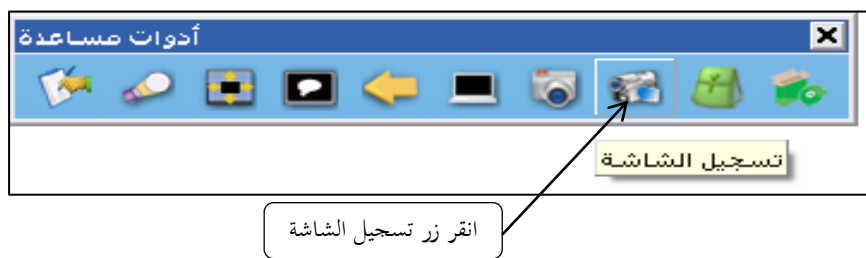 أدوات مساعدة
تسجيل الشاشة
انقر زر تسجيل الشاشة